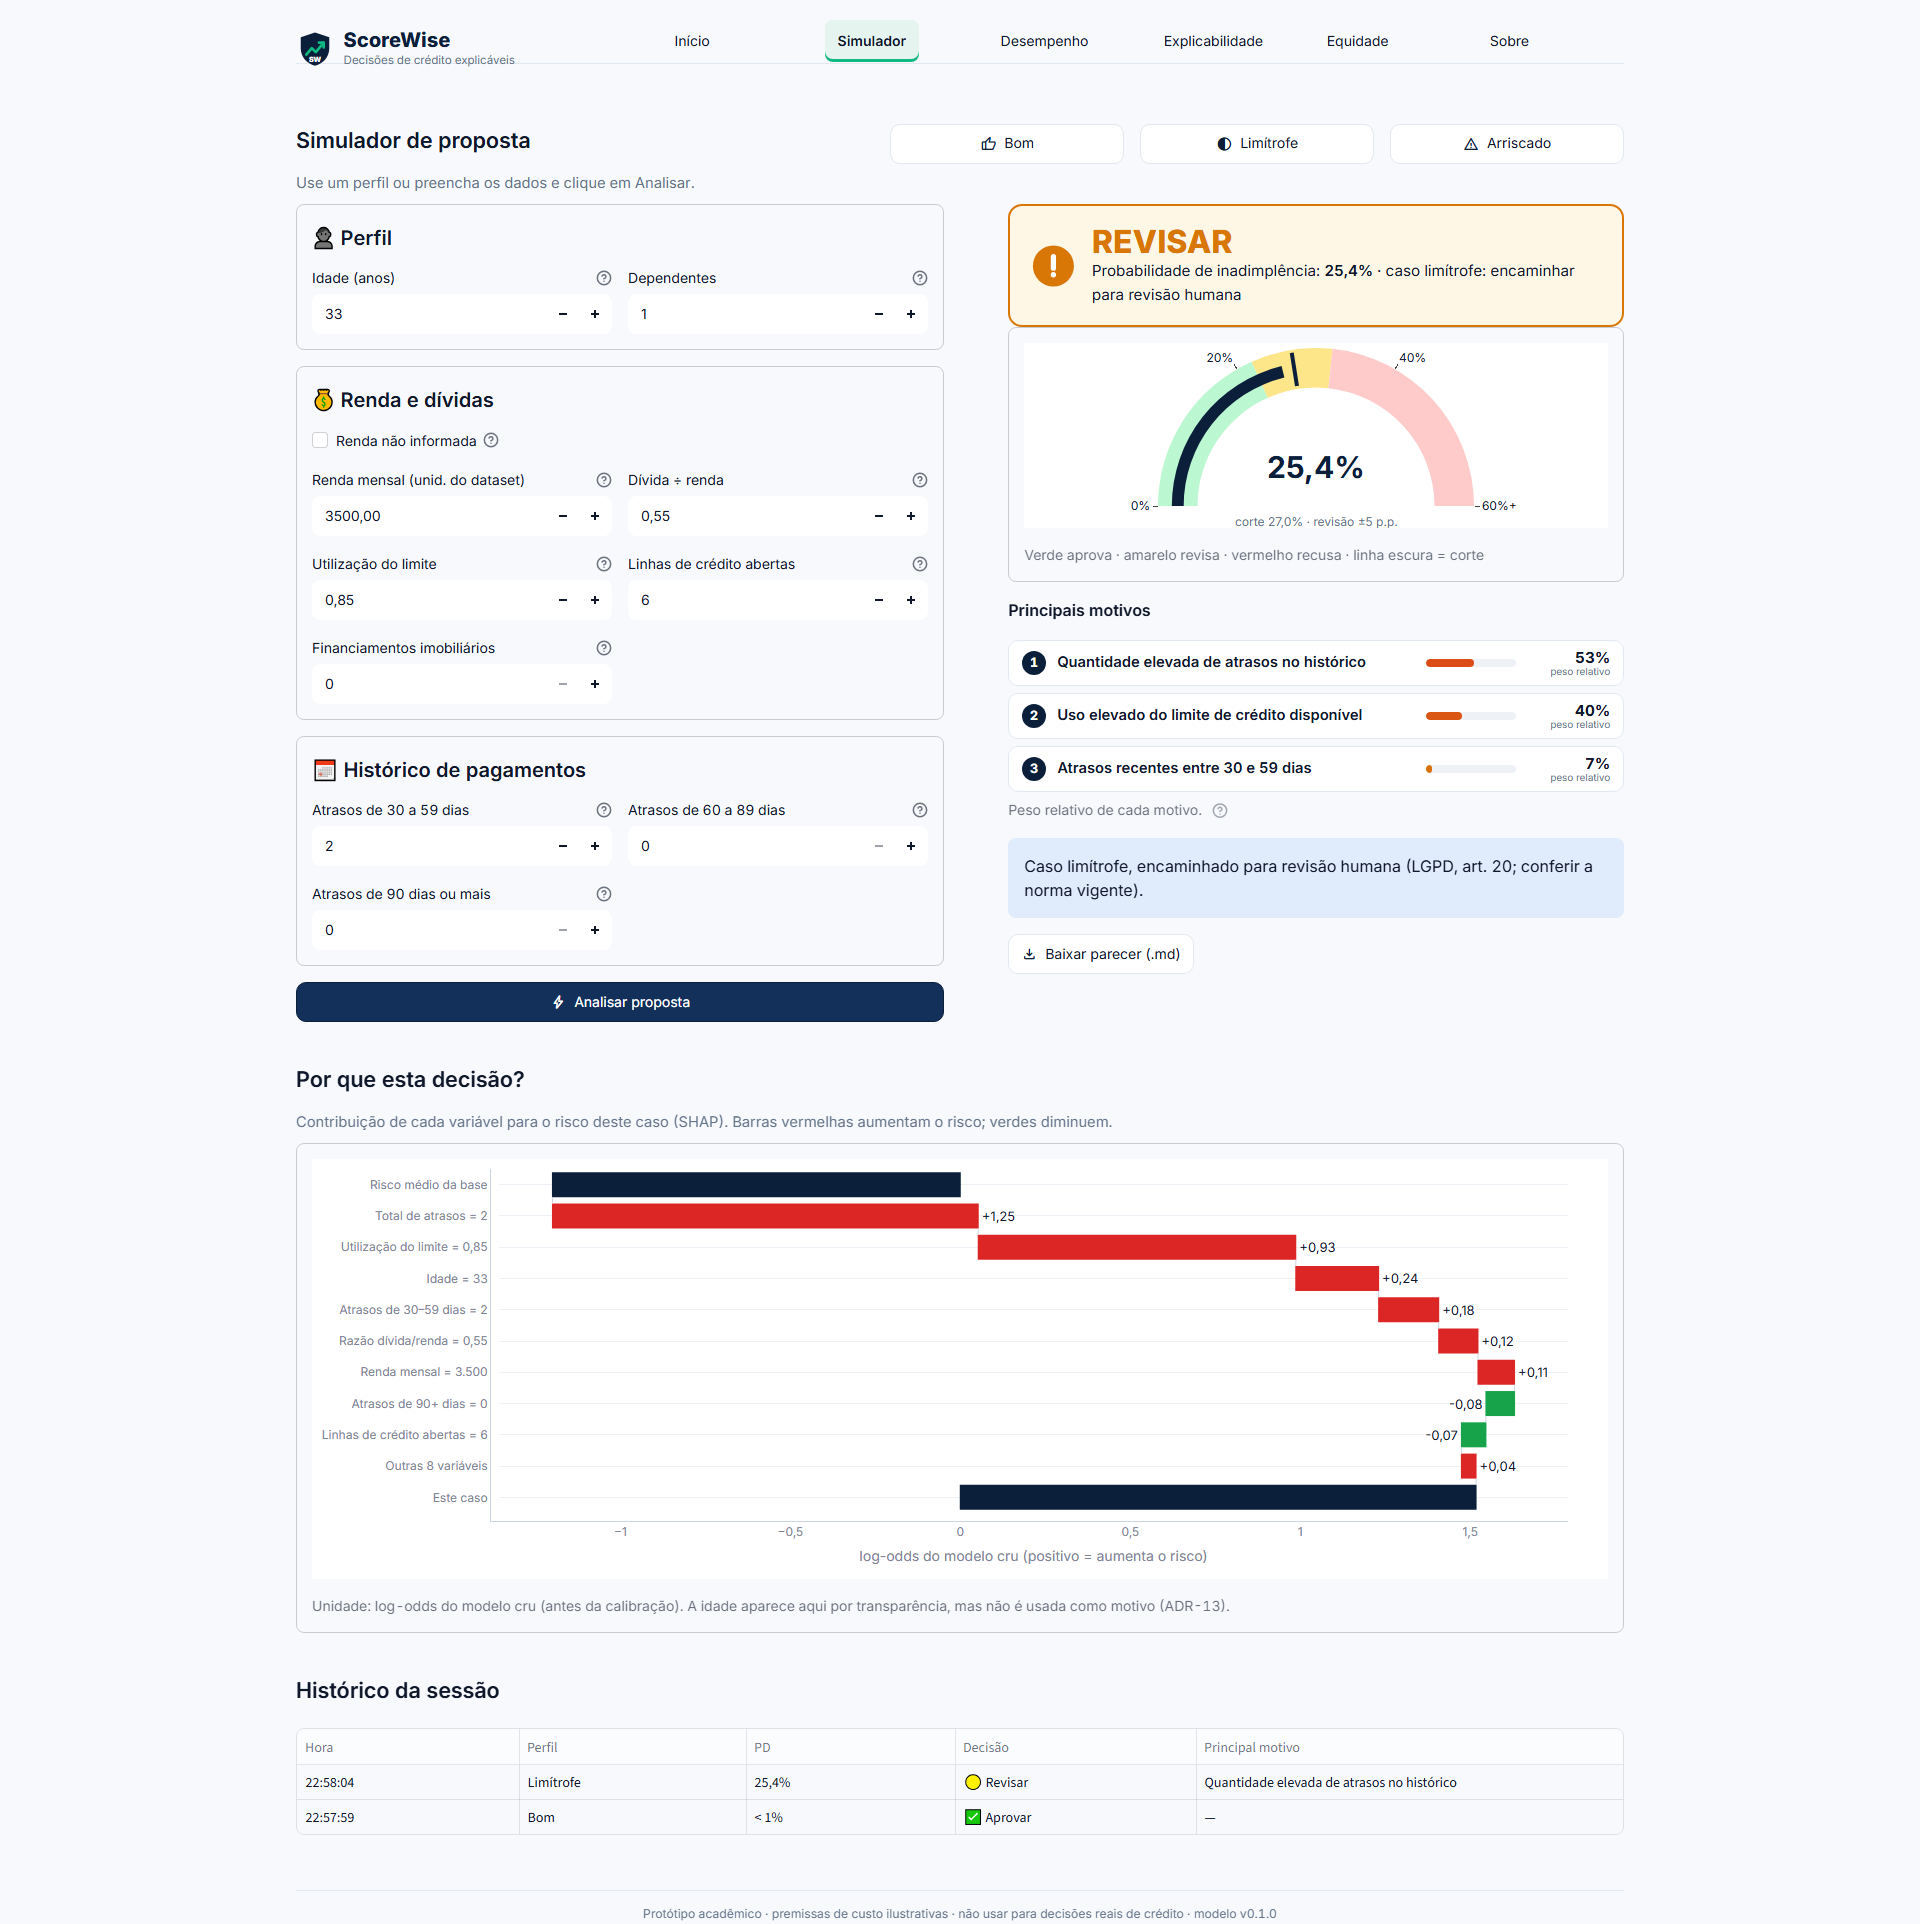 ScoreWise
Decisões de crédito explicáveis
SW
Início
Simulador
Desempenho
Explicabilidade
Equidade
Sobre
Simulador de proposta
Bom
Limítrofe
Arriscado
Use um perfil ou preencha os dados e clique em Analisar.
Perfil
Idade (anos)
Dependentes
33
1
Renda e dívidas
Renda não informada
Renda mensal (unid. do dataset)
Dívida ÷ renda
3500,00
0,55
Utilização do limite
Linhas de crédito abertas
0,85
6
Financiamentos imobiliários
0
Histórico de pagamentos
Atrasos de 30 a 59 dias
Atrasos de 60 a 89 dias
2
0
Atrasos de 90 dias ou mais
0
Analisar proposta
REVISAR
Probabilidade de inadimplência: 25,4% · caso limítrofe: encaminhar
para revisão humana
20%
40%
25,4%
0%
60%+
corte 27,0% · revisão ±5 p.p.
Verde aprova · amarelo revisa · vermelho recusa · linha escura = corte
Principais motivos
1 Quantidade elevada de atrasos no histórico 53%
peso relativo
2 Uso elevado do limite de crédito disponível 40%
peso relativo
3 Atrasos recentes entre 30 e 59 dias 7%
peso relativo
Peso relativo de cada motivo.
Caso limítrofe, encaminhado para revisão humana (LGPD, art. 20; conferir a
norma vigente).
Baixar parecer (.md)
Por que esta decisão?
Contribuição de cada variável para o risco deste caso (SHAP). Barras vermelhas aumentam o risco; verdes diminuem.
Risco médio da base
Total de atrasos = 2 +1,25
Utilização do limite = 0,85 +0,93
Idade = 33 +0,24
Atrasos de 30–59 dias = 2 +0,18
Razão dívida/renda = 0,55 +0,12
Renda mensal = 3.500 +0,11
Atrasos de 90+ dias = 0 -0,08
Linhas de crédito abertas = 6 -0,07
Outras 8 variáveis +0,04
Este caso
−1 −0,5 0 0,5 1 1,5
log-odds do modelo cru (positivo = aumenta o risco)
Unidade: log-odds do modelo cru (antes da calibração). A idade aparece aqui por transparência, mas não é usada como motivo (ADR-13).
Histórico da sessão
Hora Perfil PD Decisão Principal motivo
22:58:04 Limítrofe 25,4% Revisar Quantidade elevada de atrasos no histórico
22:57:59 Bom < 1% Aprovar —
Protótipo acadêmico · premissas de custo ilustrativas · não usar para decisões reais de crédito · modelo v0.1.0